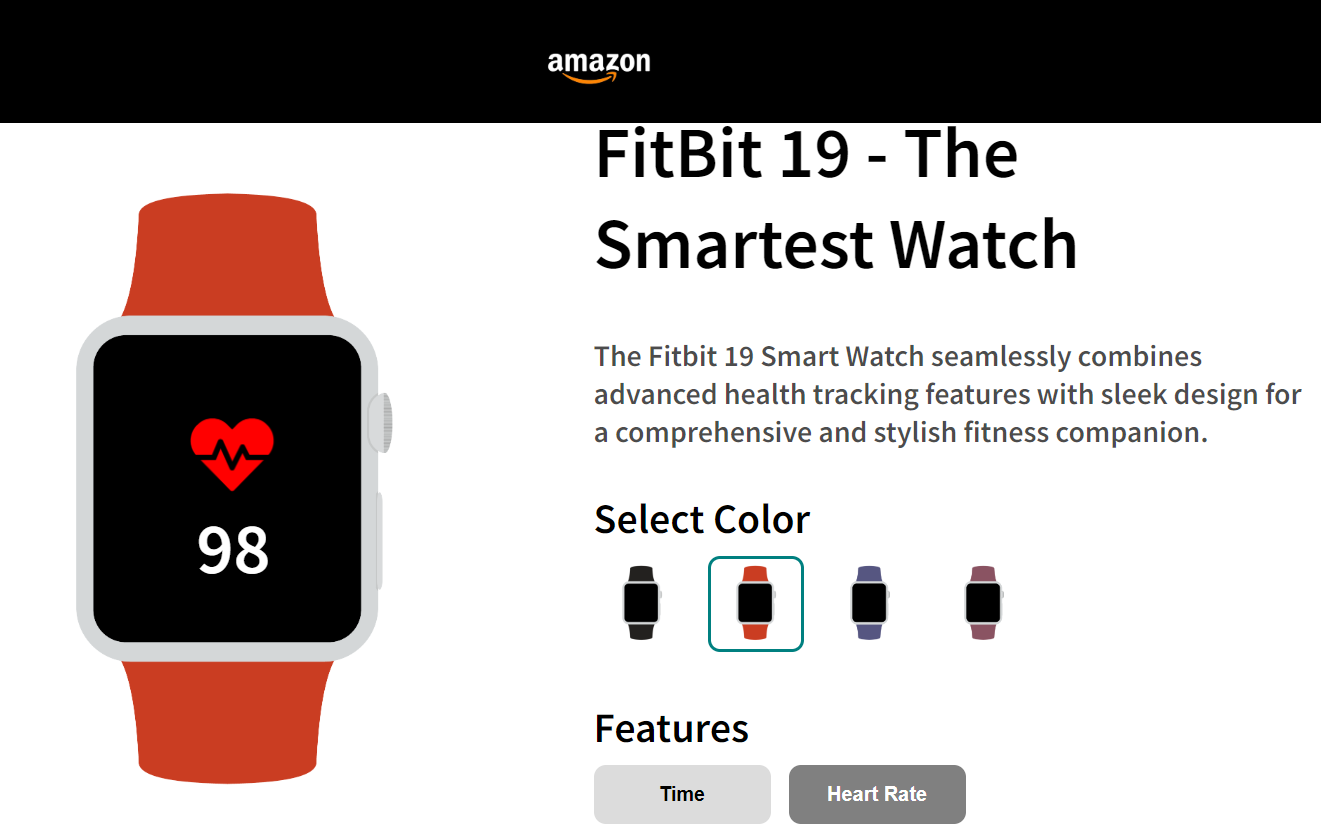 amazon
FitBit 19 - The
Smartest Watch
The Fitbit 19 Smart Watch seamlessly combines
advanced health tracking features with sleek design for
a comprehensive and stylish fitness companion.
98
Select Color
Features
Time
Heart Rate